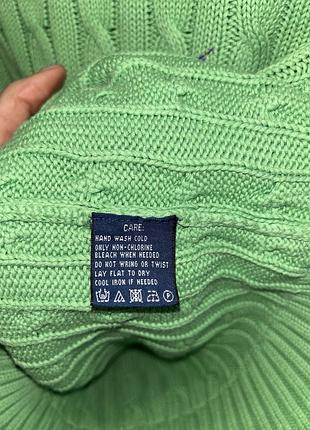 CARE:
HAND WASH COLD
ONLY NON-CHLORINE
BLEACH WHEN NEEDED
DO NOT WRING OR TWIST
LAY FLAT TO DRY
COOL IRON IF NEEDED